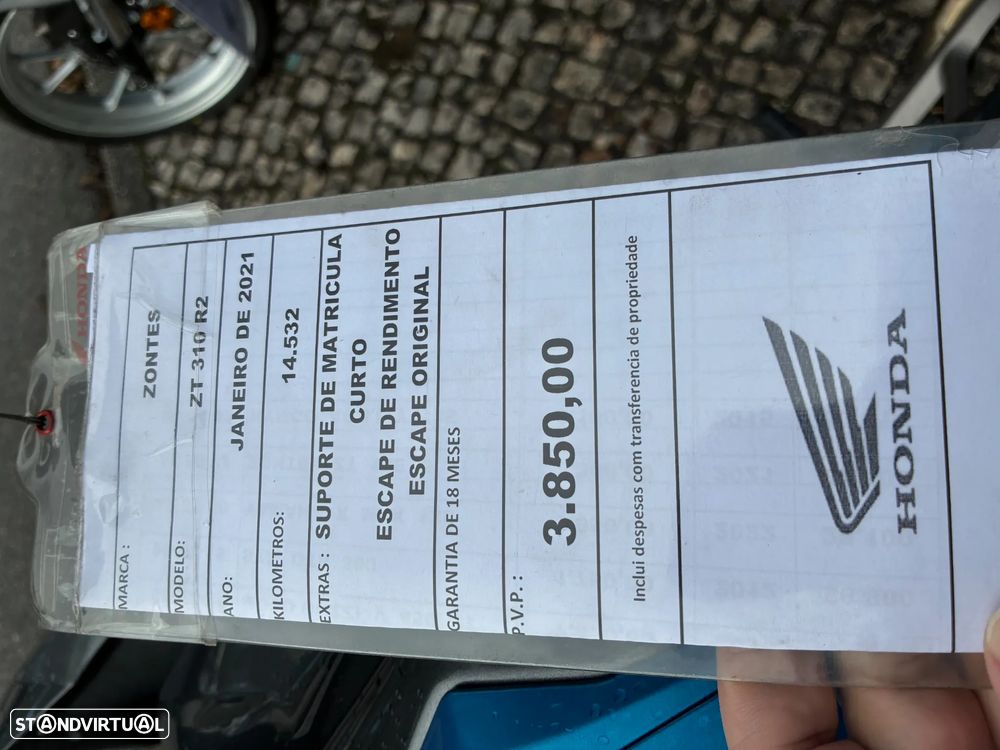 HONDA
MARCA : ZONTES
MODELO: ZT 310 R2
ANO: JANEIRO DE 2021
KILOMETROS: 14.532
EXTRAS : SUPORTE DE MATRICULA
CURTO
ESCAPE DE RENDIMENTO
ESCAPE ORIGINAL
GARANTIA DE 18 MESES
P.V.P. :
3.850,00
Inclui despesas com transferencia de propriedade
HONDA
STANDVIRTUAL